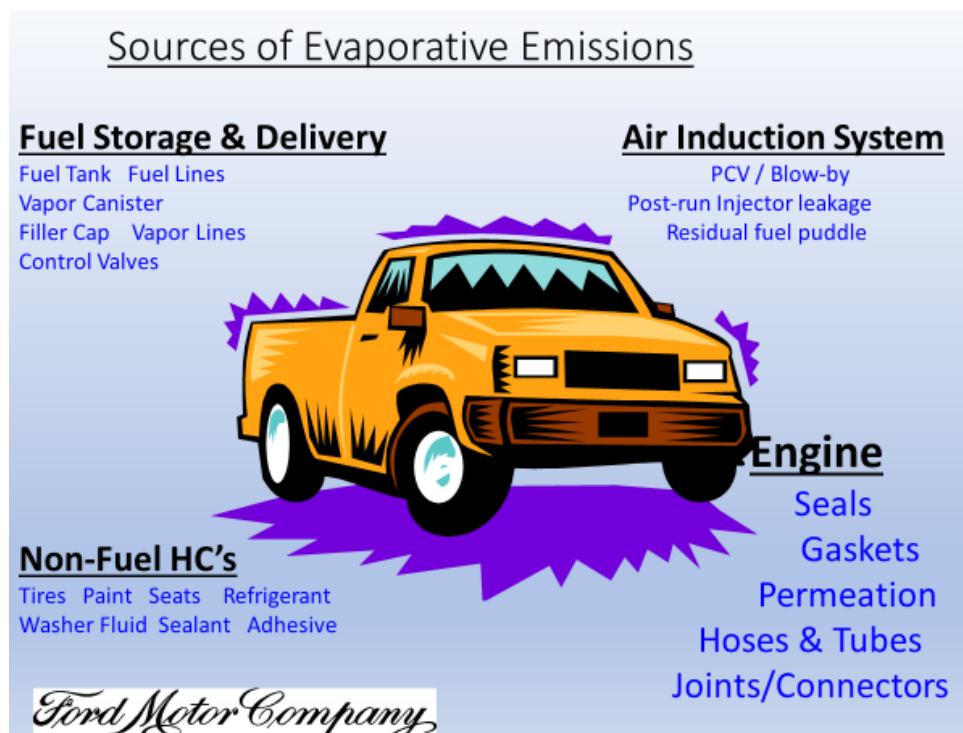 Sources of Evaporative Emissions
Fuel Storage & Delivery
Fuel Tank Fuel Lines
Vapor Canister
Filler Cap Vapor Lines
Control Valves
Air Induction System
PCV / Blow-by
Post-run Injector leakage
Residual fuel puddle
Engine
Seals
Gaskets
Permeation
Hoses & Tubes
Joints/Connectors
Non-Fuel HC's
Tires Paint Seats Refrigerant
Washer Fluid Sealant Adhesive
Ford Motor Company